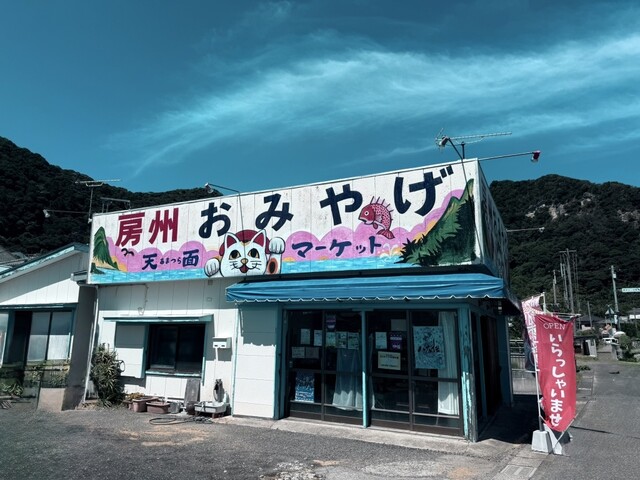 房州おみやげ
天面
あまつら
マーケット
OPEN
いらっしゃいませ